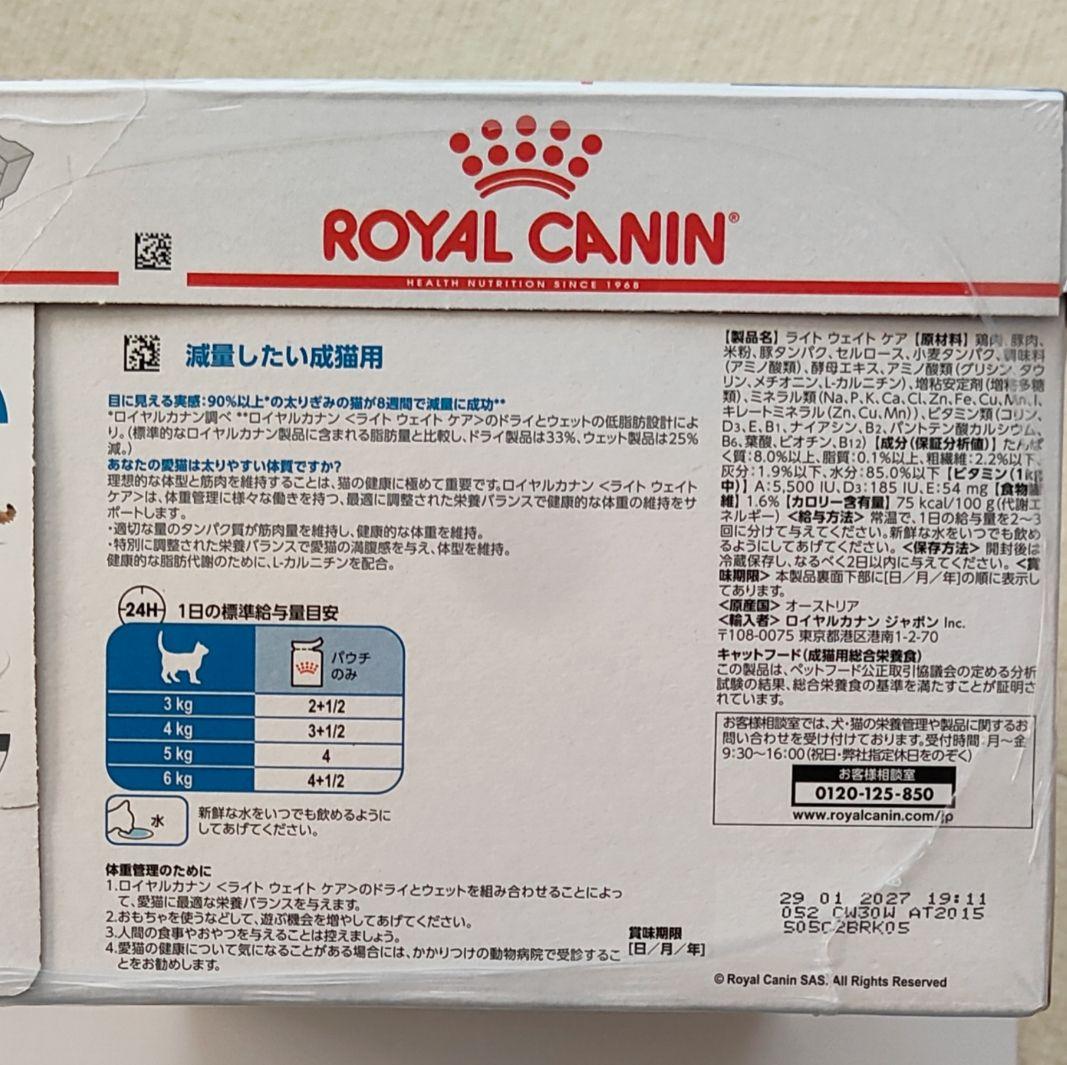 ROYAL CANIN®
HEALTH NUTRITION SINCE 1968
減量したい成猫用
目に見える実感:90%以上*の太りぎみの猫が8週間で減量に成功**
*ロイヤルカナン調べ **ロイヤルカナン <ライト ウェイト ケア>のドライとウェットの低脂肪設計によ
り。(標準的なロイヤルカナン製品に含まれる脂肪量と比較し、ドライ製品は33%、ウェット製品は25%
減。)
あなたの愛猫は太りやすい体質ですか?
理想的な体型と筋肉を維持することは、猫の健康に極めて重要です。ロイヤルカナン <ライト ウェイト
ケア>は、体重管理に様々な働きを持つ、最適に調整された栄養バランスで健康的な体重の維持をサ
ポートします。
・適切な量のタンパク質が筋肉量を維持し、健康的な体重を維持。
・特別に調整された栄養バランスで愛猫の満腹感を与え、体型を維持。
健康的な脂肪代謝のために、L-カルニチンを配合。
24H 1日の標準給与量目安
パウチ
のみ
3 kg 2+1/2
4 kg 3+1/2
5 kg 4
6 kg 4+1/2
水
新鮮な水をいつでも飲めるように
してあげてください。
体重管理のために
1.ロイヤルカナン <ライト ウェイト ケア>のドライとウェットを組み合わせることによっ
て、愛猫に最適な栄養バランスを与えます。
2.おもちゃを使うなどして、遊ぶ機会を増やしてあげてください。
3.人間の食事やおやつを与えることは控えましょう。
4.愛猫の健康について気になることがある場合には、かかりつけの動物病院で受診するこ
とをお勧めします。
賞味期限
[日/月/年]
【製品名】 ライト ウェイト ケア 【原材料】 鶏肉、豚肉、
米粉、豚タンパク、セルロース、小麦タンパク、調味料
(アミノ酸類)、酵母エキス、アミノ酸類(グリシン、タウ
リン、メチオニン、L-カルニチン)、増粘安定剤(増粘多糖
類)、ミネラル類(Na、P、K、Ca、Cl、Zn、Fe、Cu、Mn、I、
キレートミネラル(Zn、Cu、Mn))、ビタミン類(コリン、
D3、E、B1、ナイアシン、B2、パントテン酸カルシウム、
B6、葉酸、ビオチン、B12) 【成分(保証分析値)】 たんぱ
く質:8.0%以上、脂質:0.1%以上、粗繊維:2.2%以下、
灰分:1.9%以下、水分:85.0%以下 【ビタミン(1kg
中)】 A:5,500 IU、D3:185 IU、E:54 mg 【食物繊
維】 1.6% 【カロリー含有量】 75 kcal/100 g(代謝エ
ネルギー) <給与方法> 常温で、1日の給与量を2~3
回に分けて与えてください。新鮮な水をいつでも飲め
るようにしてあげてください。<保存方法> 開封後は
冷蔵保存し、なるべく2日以内に与えてください。<賞
味期限> 本製品裏面下部に[日/月/年]の順に表示し
てあります。
<原産国> オーストリア
<輸入者> ロイヤルカナン ジャポン Inc.
〒108-0075 東京都港区港南1-2-70
キャットフード(成猫用総合栄養食)
この製品は、ペットフード公正取引協議会の定める分析
試験の結果、総合栄養食の基準を満たすことが証明さ
れています。
お客様相談室では、犬・猫の栄養管理や製品に関するお
問い合わせを受け付けております。受付時間:月~金
9:30~16:00(祝日・弊社指定休日をのぞく)
お客様相談室
0120-125-850
www.royalcanin.com/jp
29 01 2027 19:11
052 CW30W AT2015
505C2BRK05
© Royal Canin SAS. All Rights Reserved